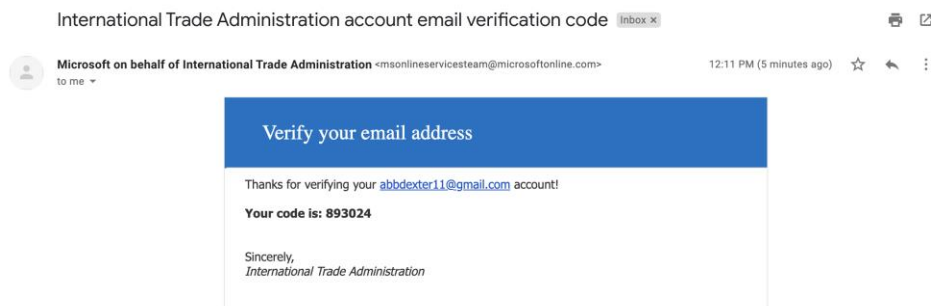 International Trade Administration account email verification code Inbox ×
Microsoft on behalf of International Trade Administration <msonlineservicesteam@microsoftonline.com> 12:11 PM (5 minutes ago)
to me
Verify your email address
Thanks for verifying your abbdexter11@gmail.com account!
Your code is: 893024
Sincerely,
International Trade Administration